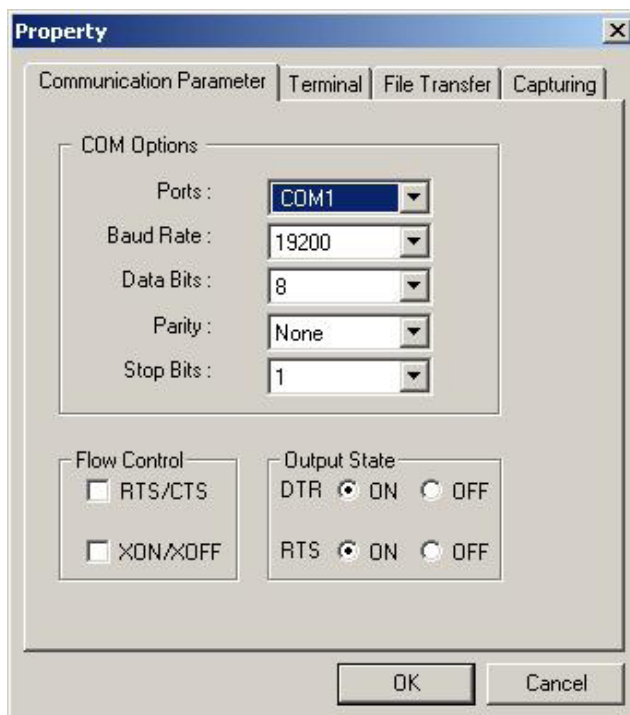 Property
Communication Parameter Terminal File Transfer Capturing
COM Options
Ports : COM1
Baud Rate : 19200
Data Bits : 8
Parity : None
Stop Bits : 1
Flow Control
RTS/CTS
XON/XOFF
Output State
DTR ON OFF
RTS ON OFF
OK Cancel